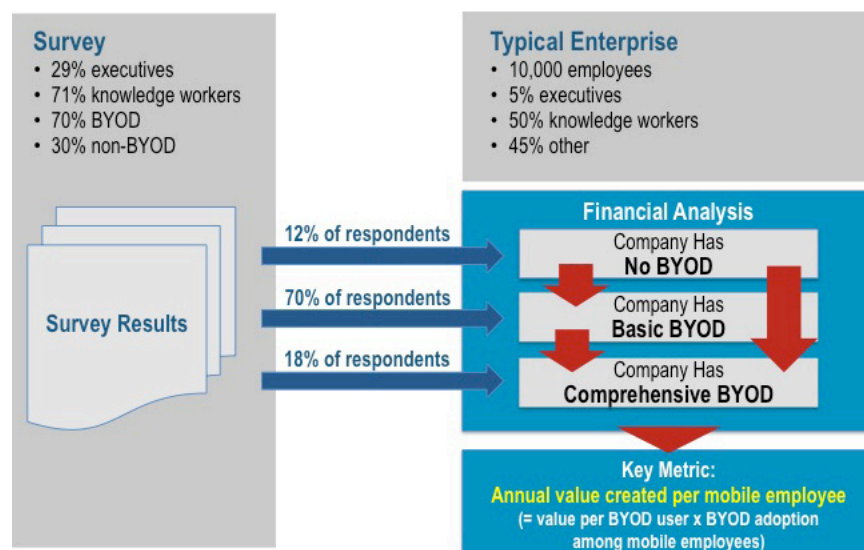 Survey
• 29% executives
• 71% knowledge workers
• 70% BYOD
• 30% non-BYOD
Typical Enterprise
• 10,000 employees
• 5% executives
• 50% knowledge workers
• 45% other
Survey Results
12% of respondents
70% of respondents
18% of respondents
Financial Analysis
Company Has
No BYOD
Company Has
Basic BYOD
Company Has
Comprehensive BYOD
Key Metric:
Annual value created per mobile employee
(= value per BYOD user x BYOD adoption
among mobile employees)